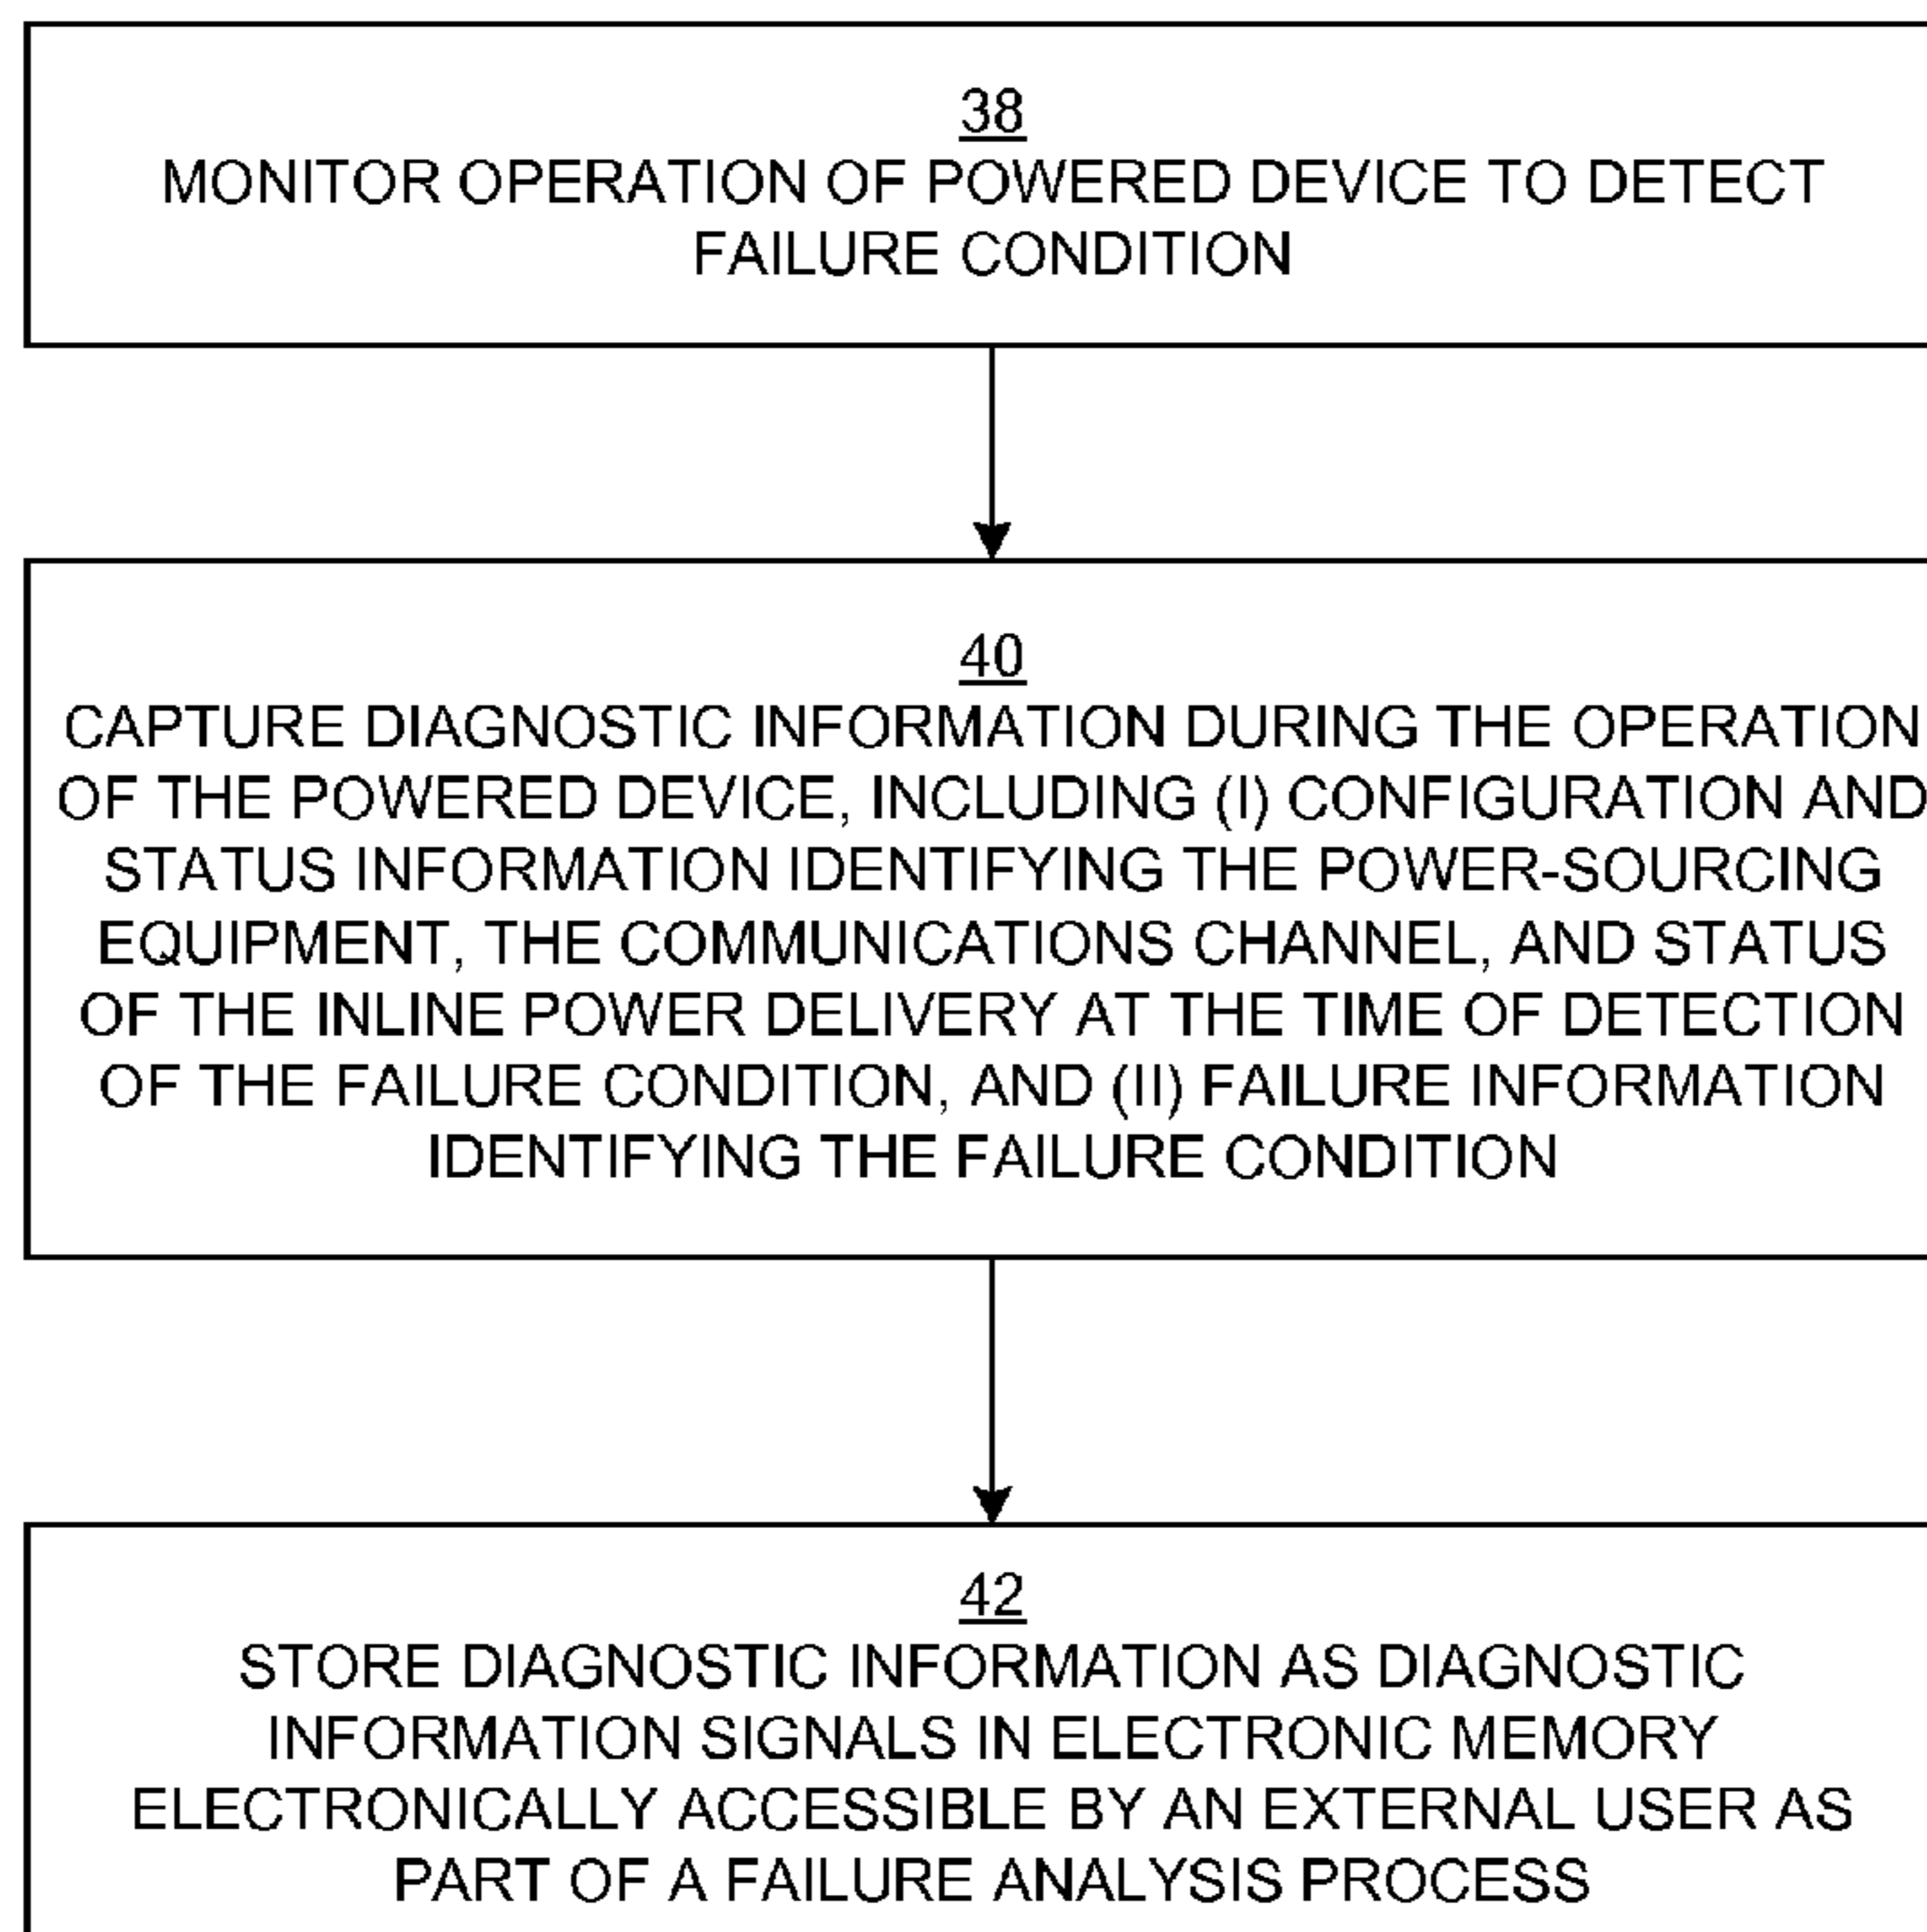 38
MONITOR OPERATION OF POWERED DEVICE TO DETECT
FAILURE CONDITION
40
CAPTURE DIAGNOSTIC INFORMATION DURING THE OPERATION
OF THE POWERED DEVICE, INCLUDING (I) CONFIGURATION AND
STATUS INFORMATION IDENTIFYING THE POWER-SOURCING
EQUIPMENT, THE COMMUNICATIONS CHANNEL, AND STATUS
OF THE INLINE POWER DELIVERY AT THE TIME OF DETECTION
OF THE FAILURE CONDITION, AND (II) FAILURE INFORMATION
IDENTIFYING THE FAILURE CONDITION
42
STORE DIAGNOSTIC INFORMATION AS DIAGNOSTIC
INFORMATION SIGNALS IN ELECTRONIC MEMORY
ELECTRONICALLY ACCESSIBLE BY AN EXTERNAL USER AS
PART OF A FAILURE ANALYSIS PROCESS